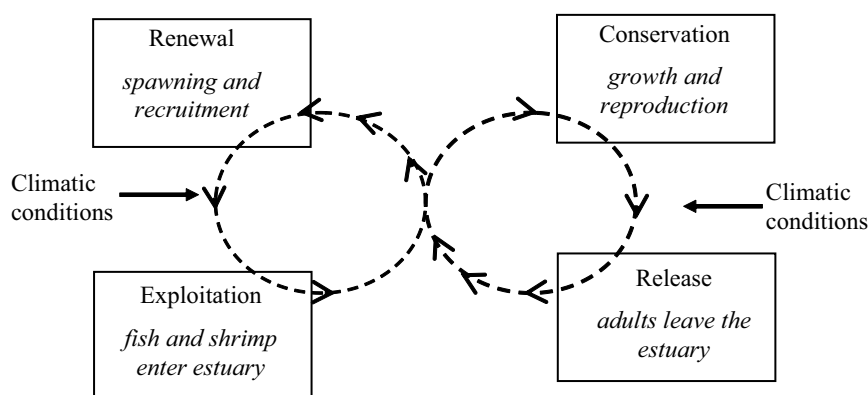 Renewal
spawning and
recruitment
Conservation
growth and
reproduction
Climatic
conditions
Climatic
conditions
Exploitation
fish and shrimp
enter estuary
Release
adults leave the
estuary